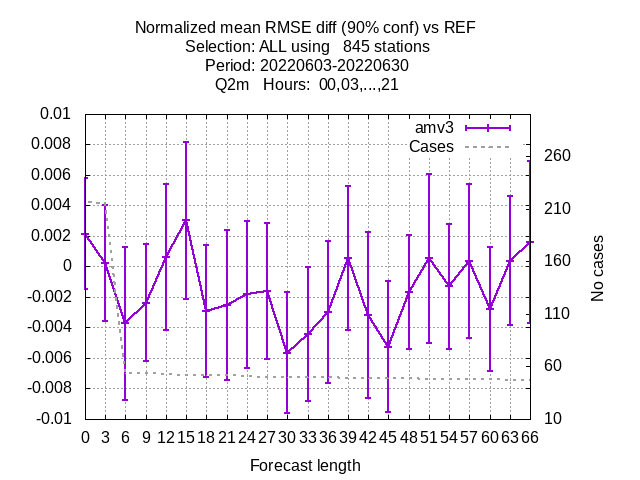 Normalized mean RMSE diff (90% conf) vs REF
Selection: ALL using   845 stations
Period: 20220603-20220630
Q2m   Hours:  00,03,...,21
0.01
0.008
0.006
0.004
0.002
0
-0.002
-0.004
-0.006
-0.008
-0.01
amv3
Cases
260
210
160
110
60
10
No cases
0 3 6 9 12 15 18 21 24 27 30 33 36 39 42 45 48 51 54 57 60 63 66
Forecast length